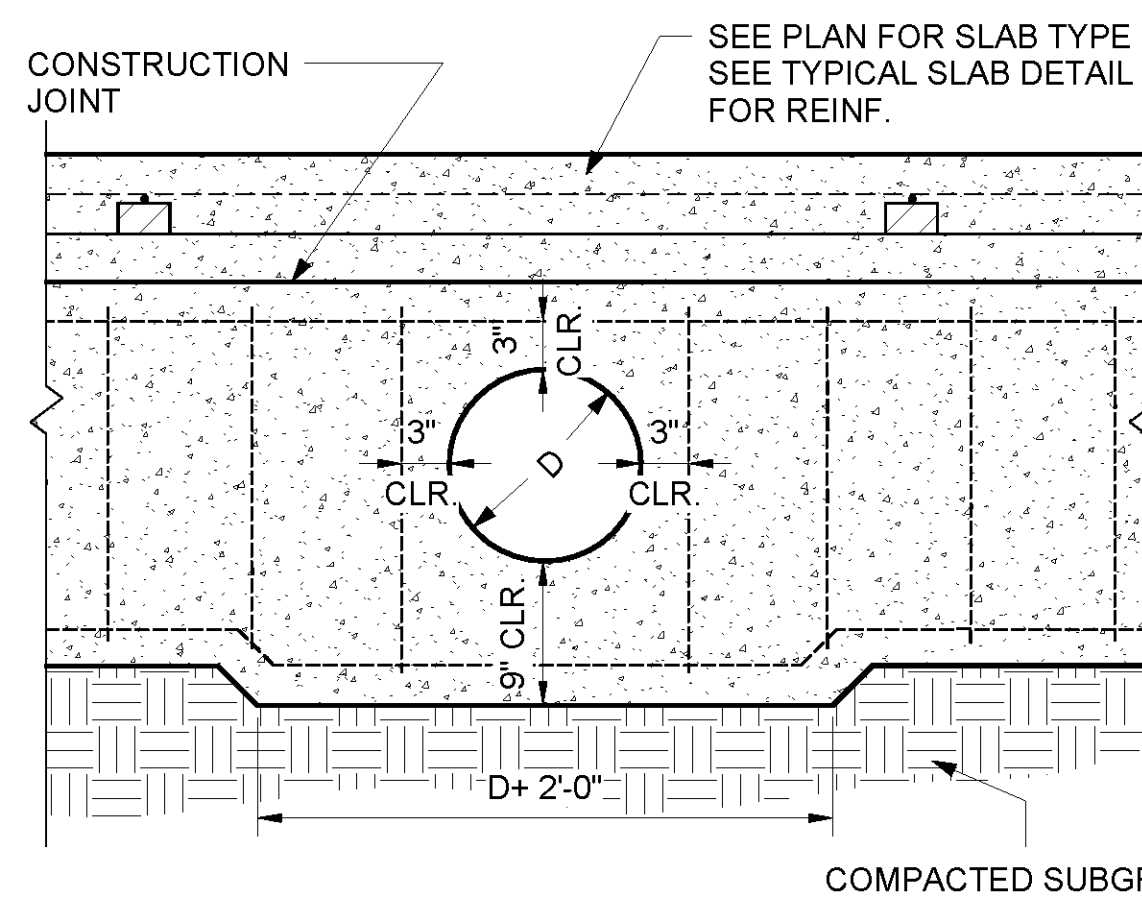 SEE PLAN FOR SLAB TYPE
SEE TYPICAL SLAB DETAIL
FOR REINF.
CONSTRUCTION
JOINT
3"
CLR.
3"
CLR.
D
3"
CLR.
9" CLR.
D+ 2'-0"
COMPACTED